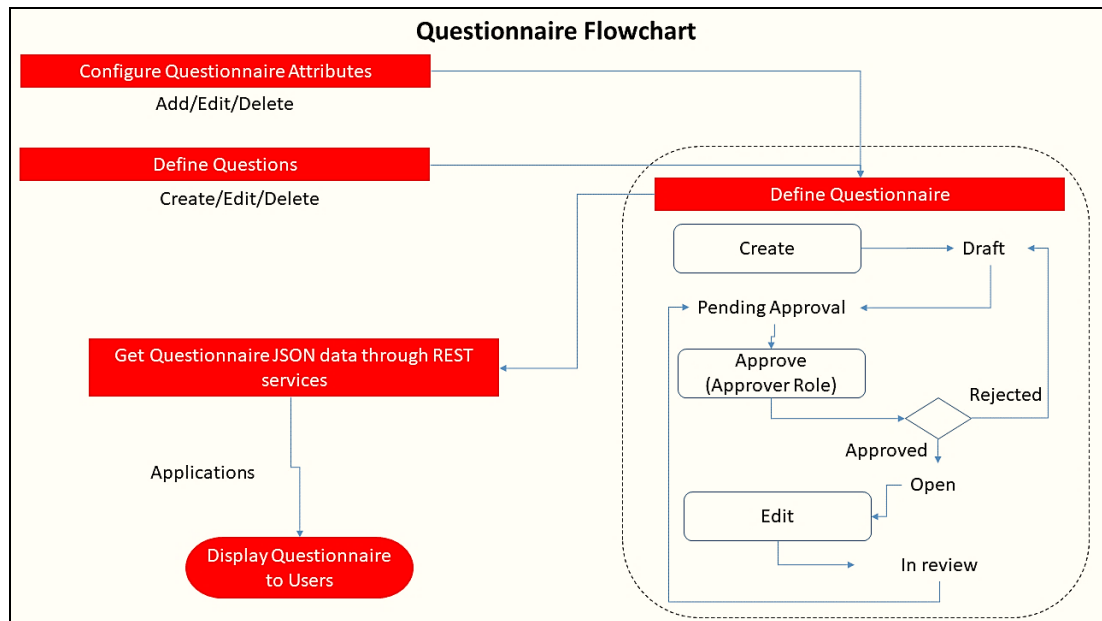 Questionnaire Flowchart
Configure Questionnaire Attributes
Add/Edit/Delete
Define Questions
Create/Edit/Delete
Define Questionnaire
Create
Draft
Pending Approval
Get Questionnaire JSON data through REST
services
Approve
(Approver Role)
Rejected
Approved
Applications
Open
Edit
Display Questionnaire
to Users
In review